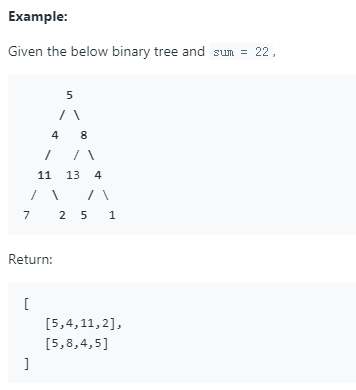 Example:
Given the below binary tree and sum = 22,
5
/ \
4 8
/ / \
11 13 4
/ \ / \
7 2 5 1
Return:
[
[5,4,11,2],
[5,8,4,5]
]